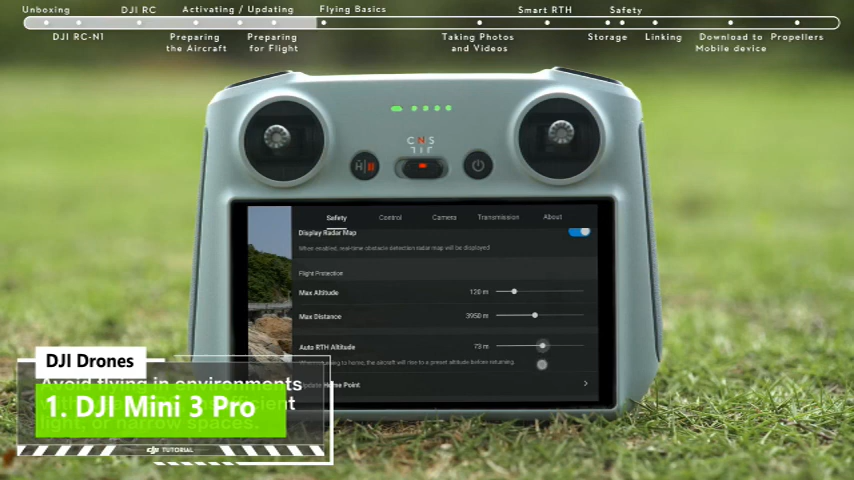 Unboxing
DJI RC-N1
DJI RC
Activating / Updating
Preparing
the Aircraft
Preparing
for Flight
Flying Basics
Taking Photos
and Videos
Smart RTH
Safety
Storage
Linking
Download to
Mobile device
Propellers
C N S
Safety
Control
Camera
Transmission
About
Display Radar Map
When enabled, real-time obstacle detection radar map will be displayed
Flight Protection
Max Altitude
120 m
Max Distance
3950 m
Auto RTH Altitude
73 m
to home, the aircraft will rise to a preset altitude before returning.
Update Home Point
DJI Drones
Avoid flying in environments
1. DJI Mini 3 Pro
light, or narrow spaces.
DJI TUTORIAL